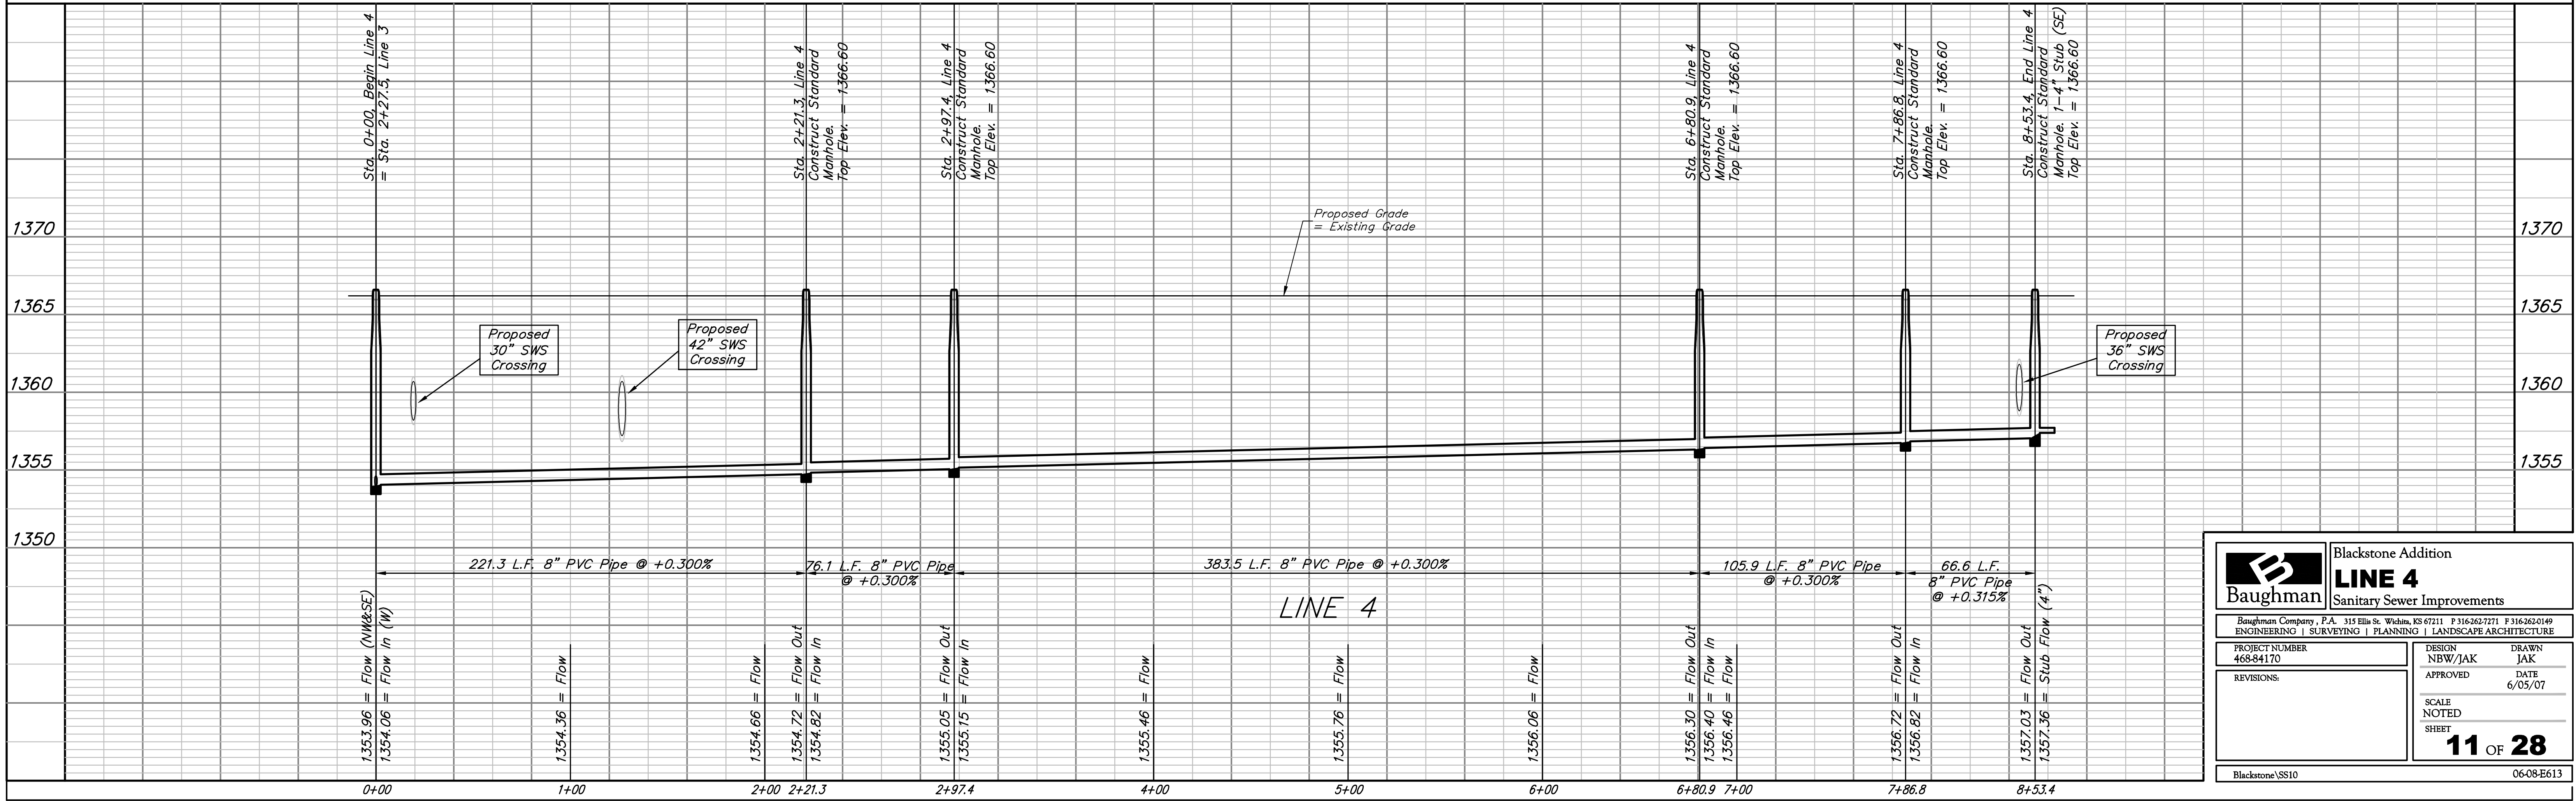 Sta. 0+00, Begin Line 4
= Sta. 2+27.5, Line 3
Sta. 2+21.3, Line 4
Construct Standard
Manhole.
Top Elev. = 1366.60
Sta. 2+97.4, Line 4
Construct Standard
Manhole.
Top Elev. = 1366.60
Sta. 6+80.9, Line 4
Construct Standard
Manhole.
Top Elev. = 1366.60
Sta. 7+86.8, Line 4
Construct Standard
Manhole.
Top Elev. = 1366.60
Sta. 8+53.4, End Line 4
Construct Standard
Manhole. 1-4" Stub (SE)
Top Elev. = 1366.60
1370
1370
Proposed Grade
= Existing Grade
1365
1365
Proposed
30" SWS
Crossing
Proposed
42" SWS
Crossing
Proposed
36" SWS
Crossing
1360
1360
1355
1355
1350
221.3 L.F. 8" PVC Pipe @ +0.300%
76.1 L.F. 8" PVC Pipe
@ +0.300%
383.5 L.F. 8" PVC Pipe @ +0.300%
105.9 L.F. 8" PVC Pipe
@ +0.300%
66.6 L.F.
8" PVC Pipe
@ +0.315%
LINE 4
1353.96 = Flow (NW&SE)
1354.06 = Flow In (W)
1354.36 = Flow
1354.66 = Flow
1354.72 = Flow Out
1354.82 = Flow In
1355.05 = Flow Out
1355.15 = Flow In
1355.46 = Flow
1355.76 = Flow
1356.06 = Flow
1356.30 = Flow Out
1356.40 = Flow In
1356.46 = Flow
1356.72 = Flow Out
1356.82 = Flow In
1357.03 = Flow Out
1357.36 = Stub Flow (4")
0+00
1+00
2+00
2+21.3
2+97.4
4+00
5+00
6+00
6+80.9
7+00
7+86.8
8+53.4
B
Baughman
Blackstone Addition
LINE 4
Sanitary Sewer Improvements
Baughman Company, P.A. 315 Ellis St. Wichita, KS 67211 P 316-262-7271 F 316-262-0149
ENGINEERING | SURVEYING | PLANNING | LANDSCAPE ARCHITECTURE
PROJECT NUMBER
468-84170
REVISIONS:
DESIGN
NBW/JAK
DRAWN
JAK
APPROVED
DATE
6/05/07
SCALE
NOTED
SHEET
11 OF 28
Blackstone\SS10
06-08-E613